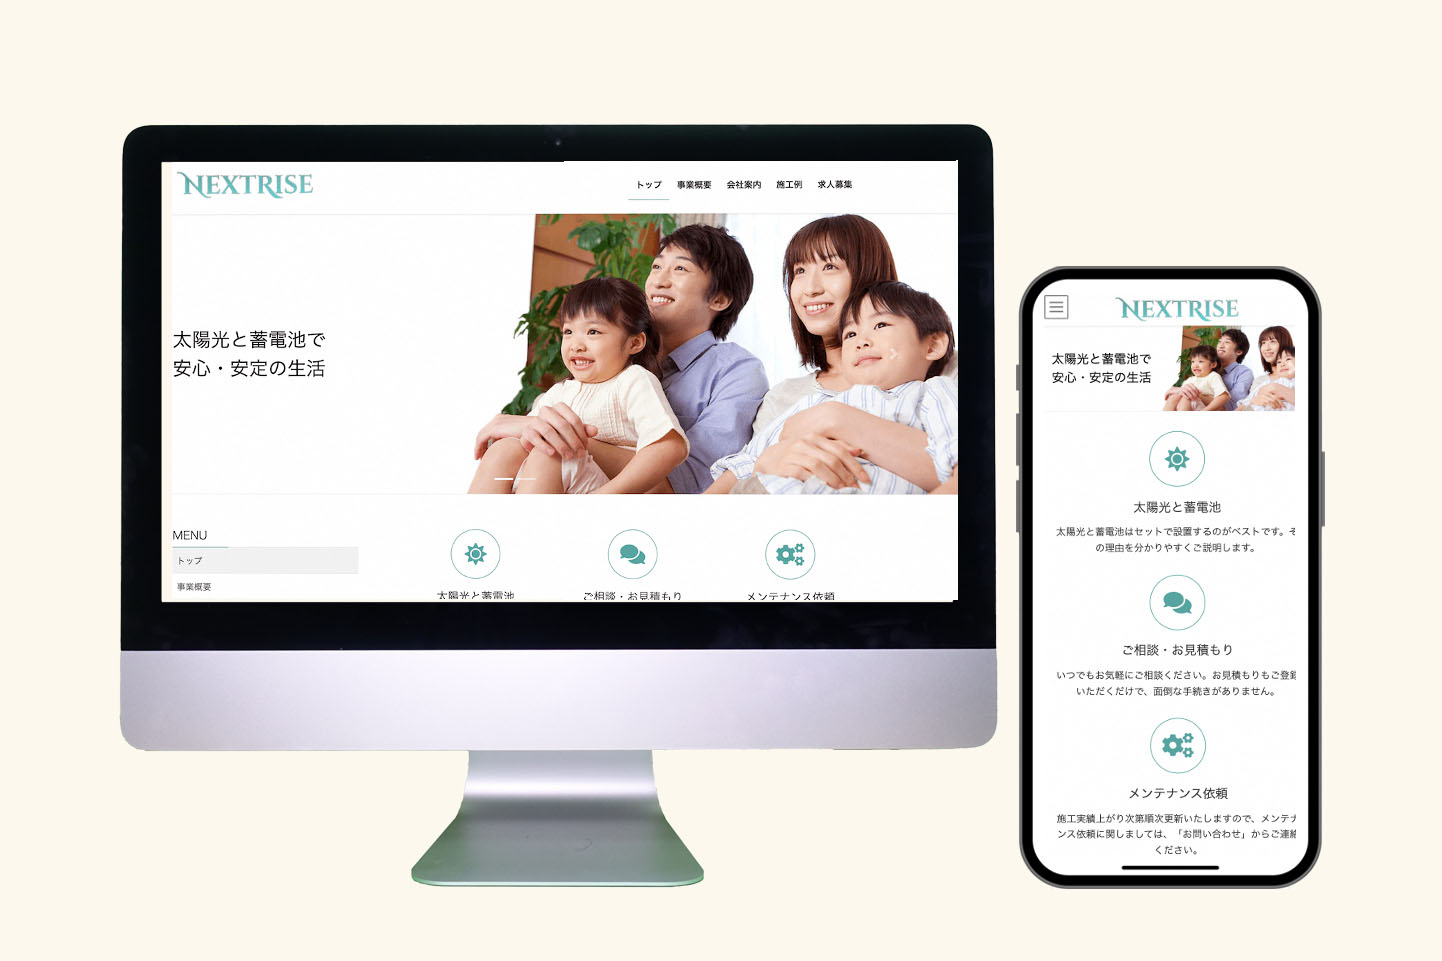 NEXTRISE
トップ 事業概要 会社案内 施工例 求人募集
太陽光と蓄電池で
安心・安定の生活
MENU
トップ
事業概要
太陽光と蓄電池
ご相談・お見積もり
メンテナンス依頼
NEXTRISE
太陽光と蓄電池で
安心・安定の生活
太陽光と蓄電池
太陽光と蓄電池はセットで設置するのがベストです。そ
の理由を分かりやすくご説明します。
ご相談・お見積もり
いつでもお気軽にご相談ください。お見積もりもご登録
いただくだけで、面倒な手続きがありません。
メンテナンス依頼
施工実績上がり次第順次更新いたしますので、メンテナ
ンス依頼に関しましては、「お問い合わせ」からご連絡
ください。